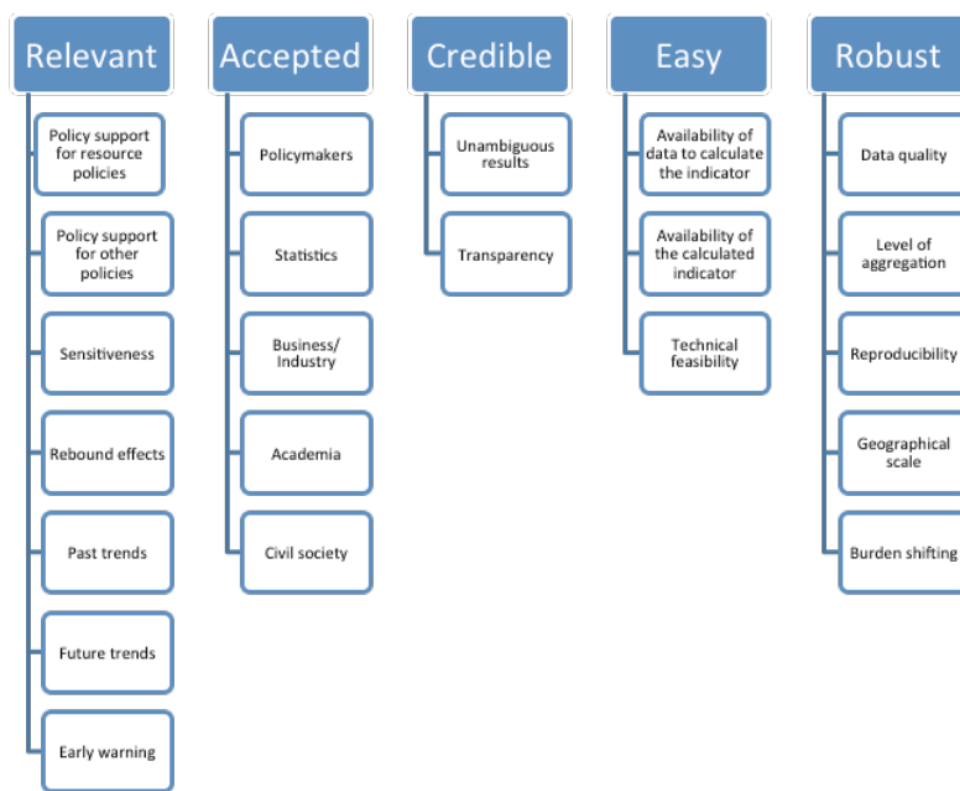 Relevant
Policy support
for resource
policies
Policy support
for other
policies
Sensitiveness
Rebound effects
Past trends
Future trends
Early warning
Accepted
Policymakers
Statistics
Business/
Industry
Academia
Civil society
Credible
Unambiguous
results
Transparency
Easy
Availability of
data to calculate
the indicator
Availability of
the calculated
indicator
Technical
feasibility
Robust
Data quality
Level of
aggregation
Reproducibility
Geographical
scale
Burden shifting